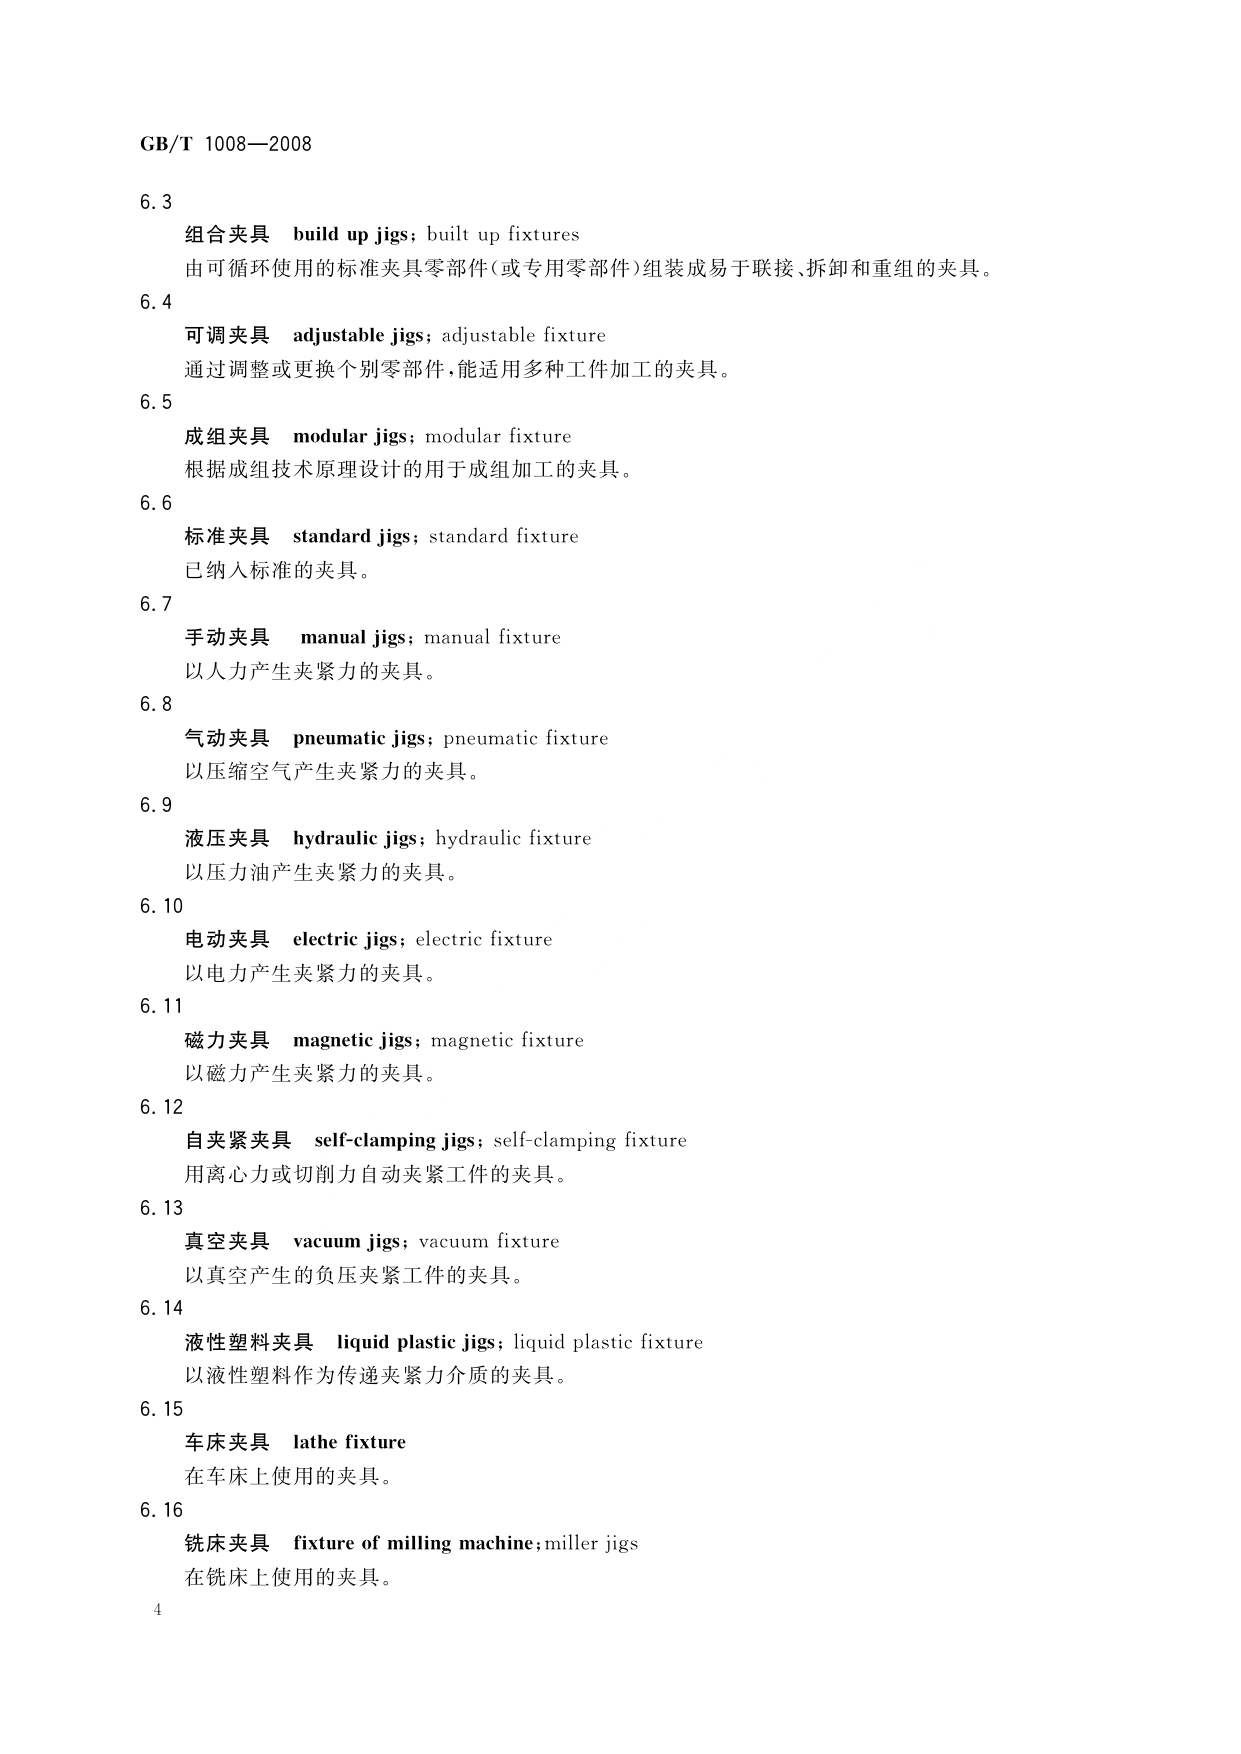 GB/T 1008—2008
6.3
组合夹具 build up jigs; built up fixtures
由可循环使用的标准夹具零部件(或专用零部件)组装成易于联接、拆卸和重组的夹具。
6.4
可调夹具 adjustable jigs; adjustable fixture
通过调整或更换个别零部件,能适用多种工件加工的夹具。
6.5
成组夹具 modular jigs; modular fixture
根据成组技术原理设计的用于成组加工的夹具。
6.6
标准夹具 standard jigs; standard fixture
已纳入标准的夹具。
6.7
手动夹具 manual jigs; manual fixture
以人力产生夹紧力的夹具。
6.8
气动夹具 pneumatic jigs; pneumatic fixture
以压缩空气产生夹紧力的夹具。
6.9
液压夹具 hydraulic jigs; hydraulic fixture
以压力油产生夹紧力的夹具。
6.10
电动夹具 electric jigs; electric fixture
以电力产生夹紧力的夹具。
6.11
磁力夹具 magnetic jigs; magnetic fixture
以磁力产生夹紧力的夹具。
6.12
自夹紧夹具 self-clamping jigs; self-clamping fixture
用离心力或切削力自动夹紧工件的夹具。
6.13
真空夹具 vacuum jigs; vacuum fixture
以真空产生的负压夹紧工件的夹具。
6.14
液性塑料夹具 liquid plastic jigs; liquid plastic fixture
以液性塑料作为传递夹紧力介质的夹具。
6.15
车床夹具 lathe fixture
在车床上使用的夹具。
6.16
铣床夹具 fixture of milling machine;miller jigs
在铣床上使用的夹具。
4